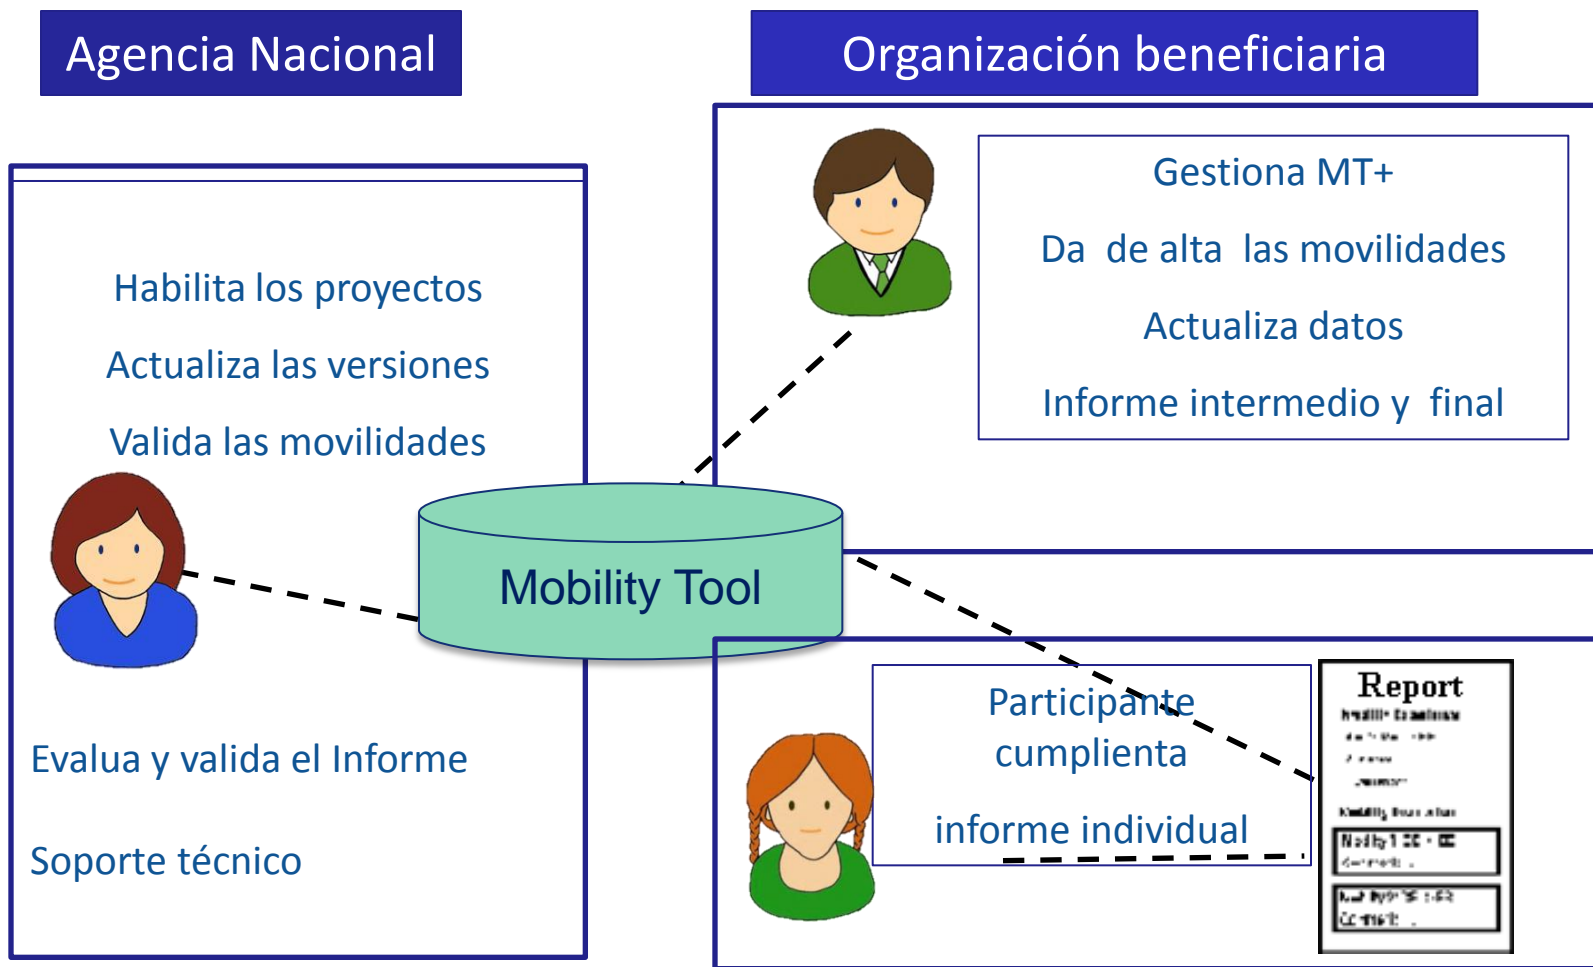 Agencia Nacional
Organización beneficiaria
Habilita los proyectos
Actualiza las versiones
Valida las movilidades
Evalua y valida el Informe
Soporte técnico
Gestiona MT+
Da de alta las movilidades
Actualiza datos
Informe intermedio y final
Mobility Tool
Participante
cumplienta
informe individual
Report